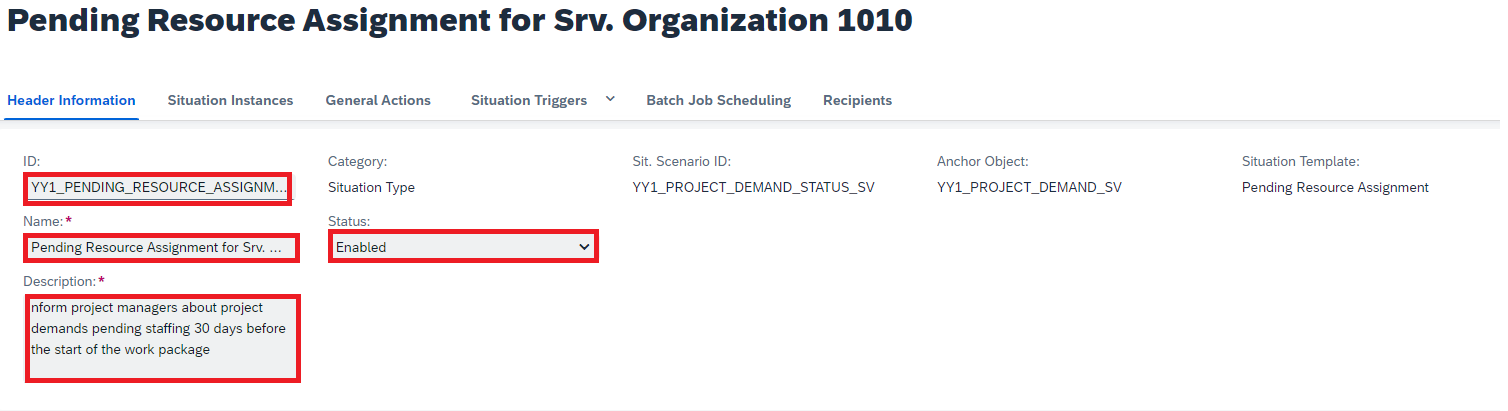 Pending Resource Assignment for Srv. Organization 1010
Header Information Situation Instances General Actions Situation Triggers Batch Job Scheduling Recipients
ID: Category: Sit. Scenario ID: Anchor Object: Situation Template:
YY1_PENDING_RESOURCE_ASSIGNM... Situation Type YY1_PROJECT_DEMAND_STATUS_SV YY1_PROJECT_DEMAND_SV Pending Resource Assignment
Name:* Status:
Pending Resource Assignment for Srv. ... Enabled
Description:*
nform project managers about project
demands pending staffing 30 days before
the start of the work package